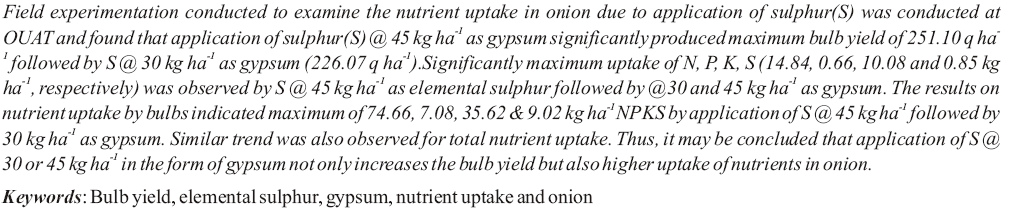 Field experimentation conducted to examine the nutrient uptake in onion due to application of sulphur(S) was conducted at
OUAT and found that application of sulphur(S) @ 45 kg ha⁻¹ as gypsum significantly produced maximum bulb yield of 251.10 q ha⁻
¹ followed by S @ 30 kg ha⁻¹ as gypsum (226.07 q ha⁻¹).Significantly maximum uptake of N, P, K, S (14.84, 0.66, 10.08 and 0.85 kg
ha⁻¹, respectively) was observed by S @ 45 kg ha⁻¹ as elemental sulphur followed by @30 and 45 kg ha⁻¹ as gypsum. The results on
nutrient uptake by bulbs indicated maximum of 74.66, 7.08, 35.62 & 9.02 kg ha⁻¹ NPKS by application of S @ 45 kg ha⁻¹ followed by
30 kg ha⁻¹ as gypsum. Similar trend was also observed for total nutrient uptake. Thus, it may be concluded that application of S @
30 or 45 kg ha⁻¹ in the form of gypsum not only increases the bulb yield but also higher uptake of nutrients in onion.
Keywords: Bulb yield, elemental sulphur, gypsum, nutrient uptake and onion